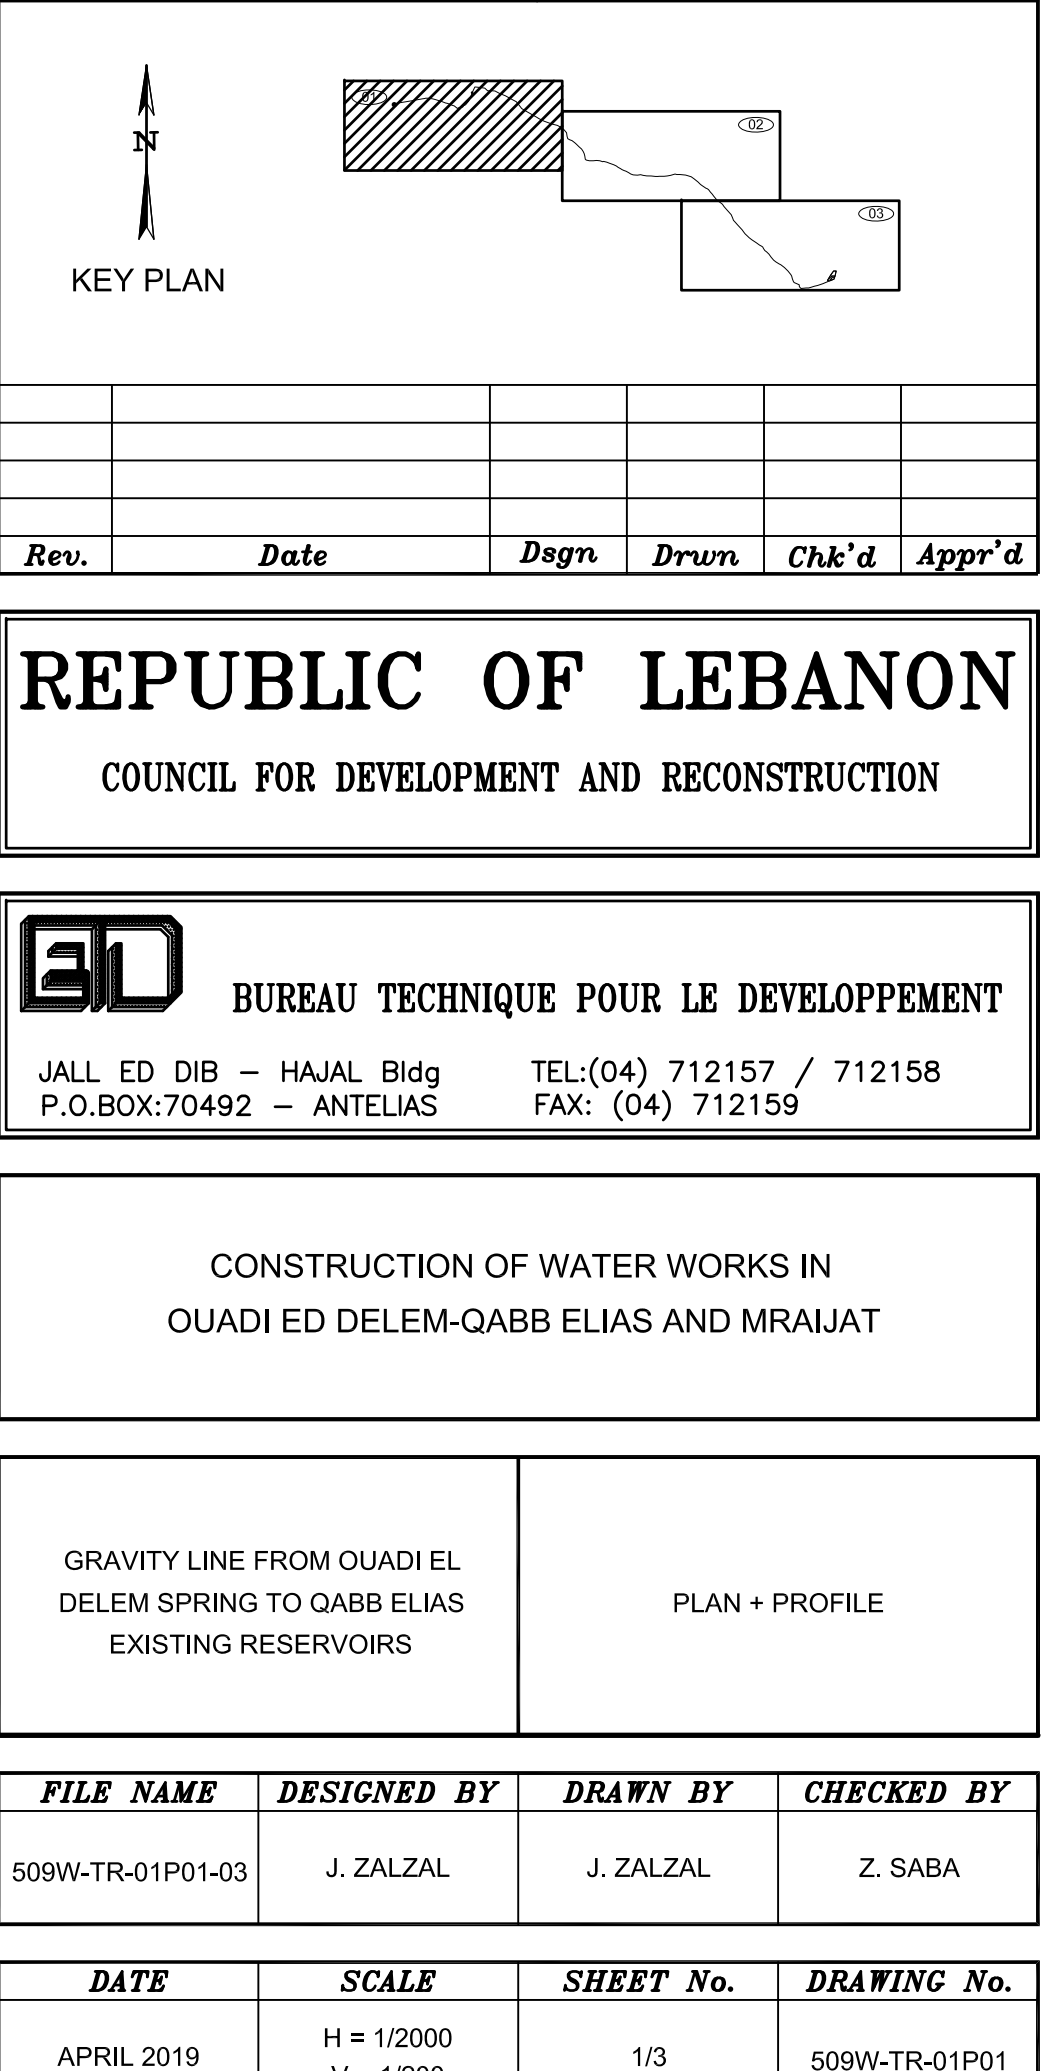 01
02
N
03
KEY PLAN
Rev. Date Dsgn Drwn Chk'd Appr'd
REPUBLIC OF LEBANON
COUNCIL FOR DEVELOPMENT AND RECONSTRUCTION
BUREAU TECHNIQUE POUR LE DEVELOPPEMENT
JALL ED DIB – HAJAL Bldg TEL:(04) 712157 / 712158
P.O.BOX:70492 – ANTELIAS FAX: (04) 712159
CONSTRUCTION OF WATER WORKS IN
OUADI ED DELEM-QABB ELIAS AND MRAIJAT
GRAVITY LINE FROM OUADI EL
DELEM SPRING TO QABB ELIAS
EXISTING RESERVOIRS
PLAN + PROFILE
FILE NAME DESIGNED BY DRAWN BY CHECKED BY
509W-TR-01P01-03 J. ZALZAL J. ZALZAL Z. SABA
DATE SCALE SHEET No. DRAWING No.
APRIL 2019 H = 1/2000 1/3 509W-TR-01P01